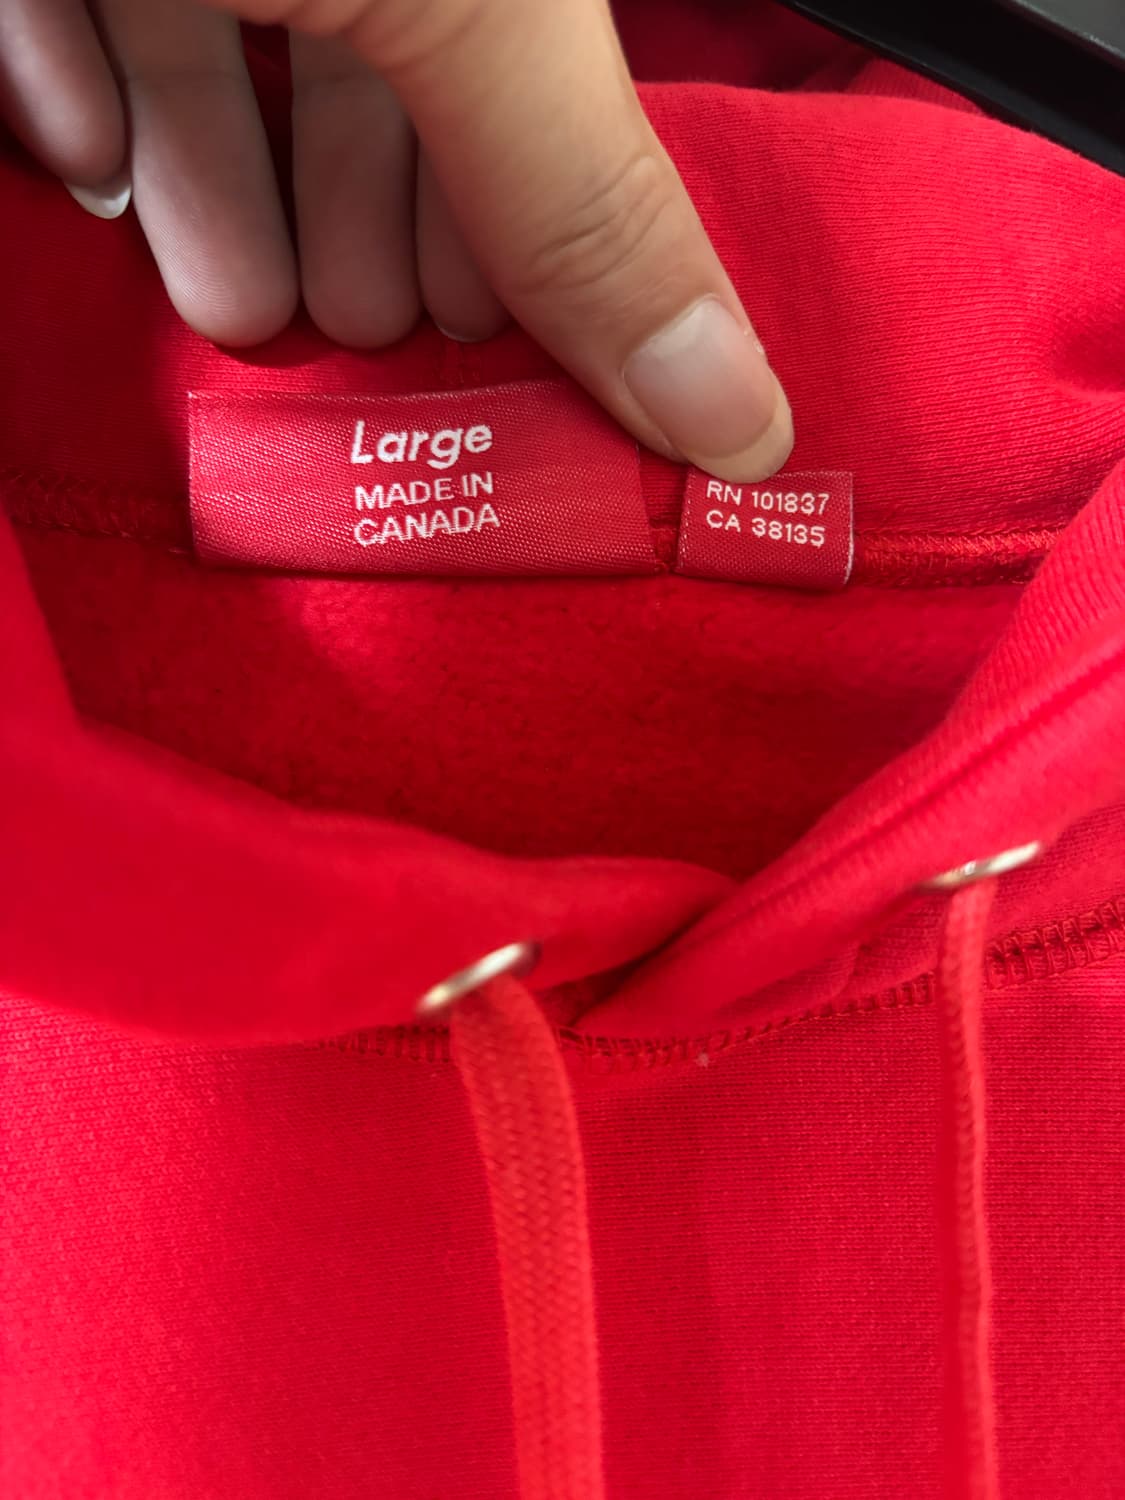 Large
MADE IN
CANADA
RN 101837
CA 38135